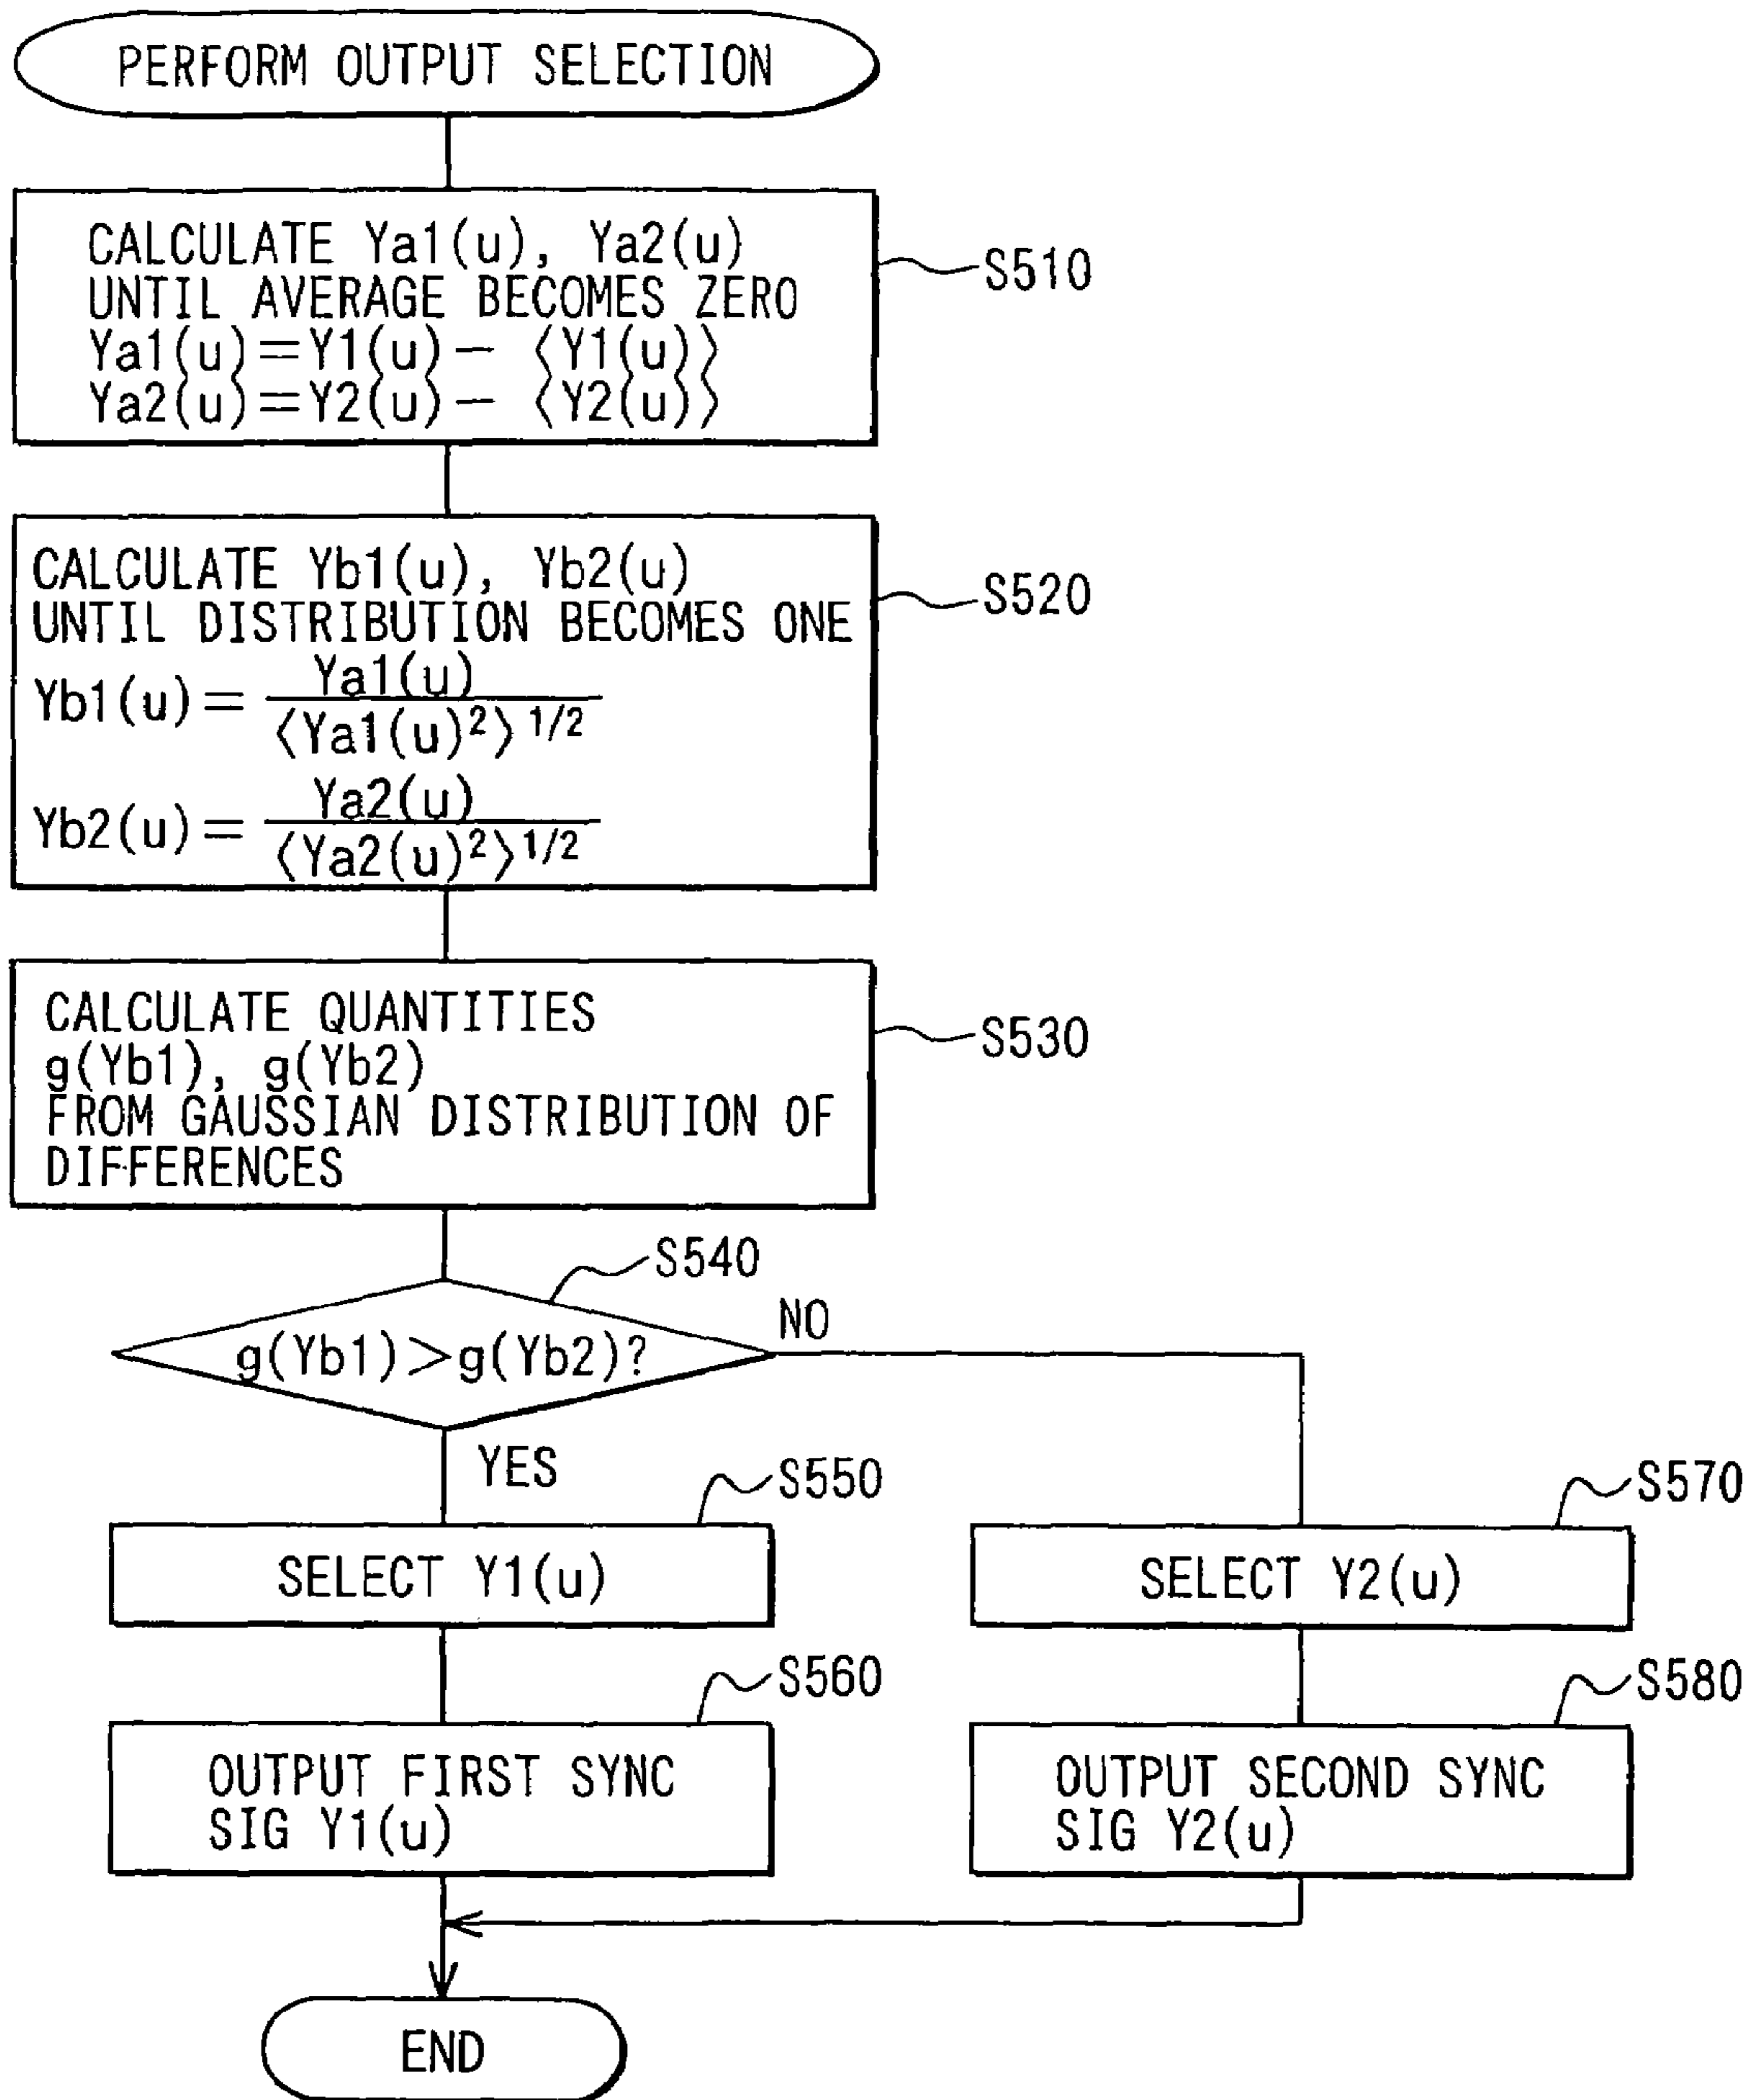 PERFORM OUTPUT SELECTION
CALCULATE Ya1(u), Ya2(u)
UNTIL AVERAGE BECOMES ZERO
Ya1(u)=Y1(u)− ⟨Y1(u)⟩
Ya2(u)=Y2(u)− ⟨Y2(u)⟩
S510
CALCULATE Yb1(u), Yb2(u)
UNTIL DISTRIBUTION BECOMES ONE
Yb1(u)= Ya1(u) / ⟨Ya1(u)²⟩^1/2
Yb2(u)= Ya2(u) / ⟨Ya2(u)²⟩^1/2
S520
CALCULATE QUANTITIES
g(Yb1), g(Yb2)
FROM GAUSSIAN DISTRIBUTION OF
DIFFERENCES
S530
S540
g(Yb1)>g(Yb2)?
NO
YES
S550
SELECT Y1(u)
S570
SELECT Y2(u)
S560
OUTPUT FIRST SYNC
SIG Y1(u)
S580
OUTPUT SECOND SYNC
SIG Y2(u)
END